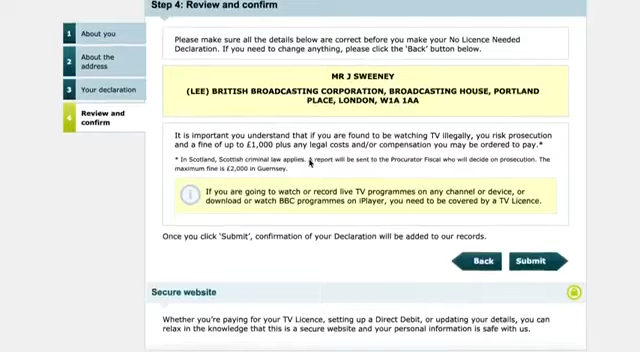 Step 4: Review and confirm
1 About you
2 About the
address
3 Your declaration
4 Review and
confirm
Please make sure all the details below are correct before you make your No Licence Needed
Declaration. If you need to change anything, please click the 'Back' button below.
MR J SWEENEY
(LEE) BRITISH BROADCASTING CORPORATION, BROADCASTING HOUSE, PORTLAND
PLACE, LONDON, W1A 1AA
It is important you understand that if you are found to be watching TV illegally, you risk prosecution
and a fine of up to £1,000 plus any legal costs and/or compensation you may be ordered to pay.*
* In Scotland, Scottish criminal law applies. A report will be sent to the Procurator Fiscal who will decide on prosecution. The
maximum fine is £2,000 in Guernsey.
i
If you are going to watch or record live TV programmes on any channel or device, or
download or watch BBC programmes on iPlayer, you need to be covered by a TV Licence.
Once you click 'Submit', confirmation of your Declaration will be added to our records.
Back Submit
Secure website
Whether you're paying for your TV Licence, setting up a Direct Debit, or updating your details, you can
relax in the knowledge that this is a secure website and your personal information is safe with us.